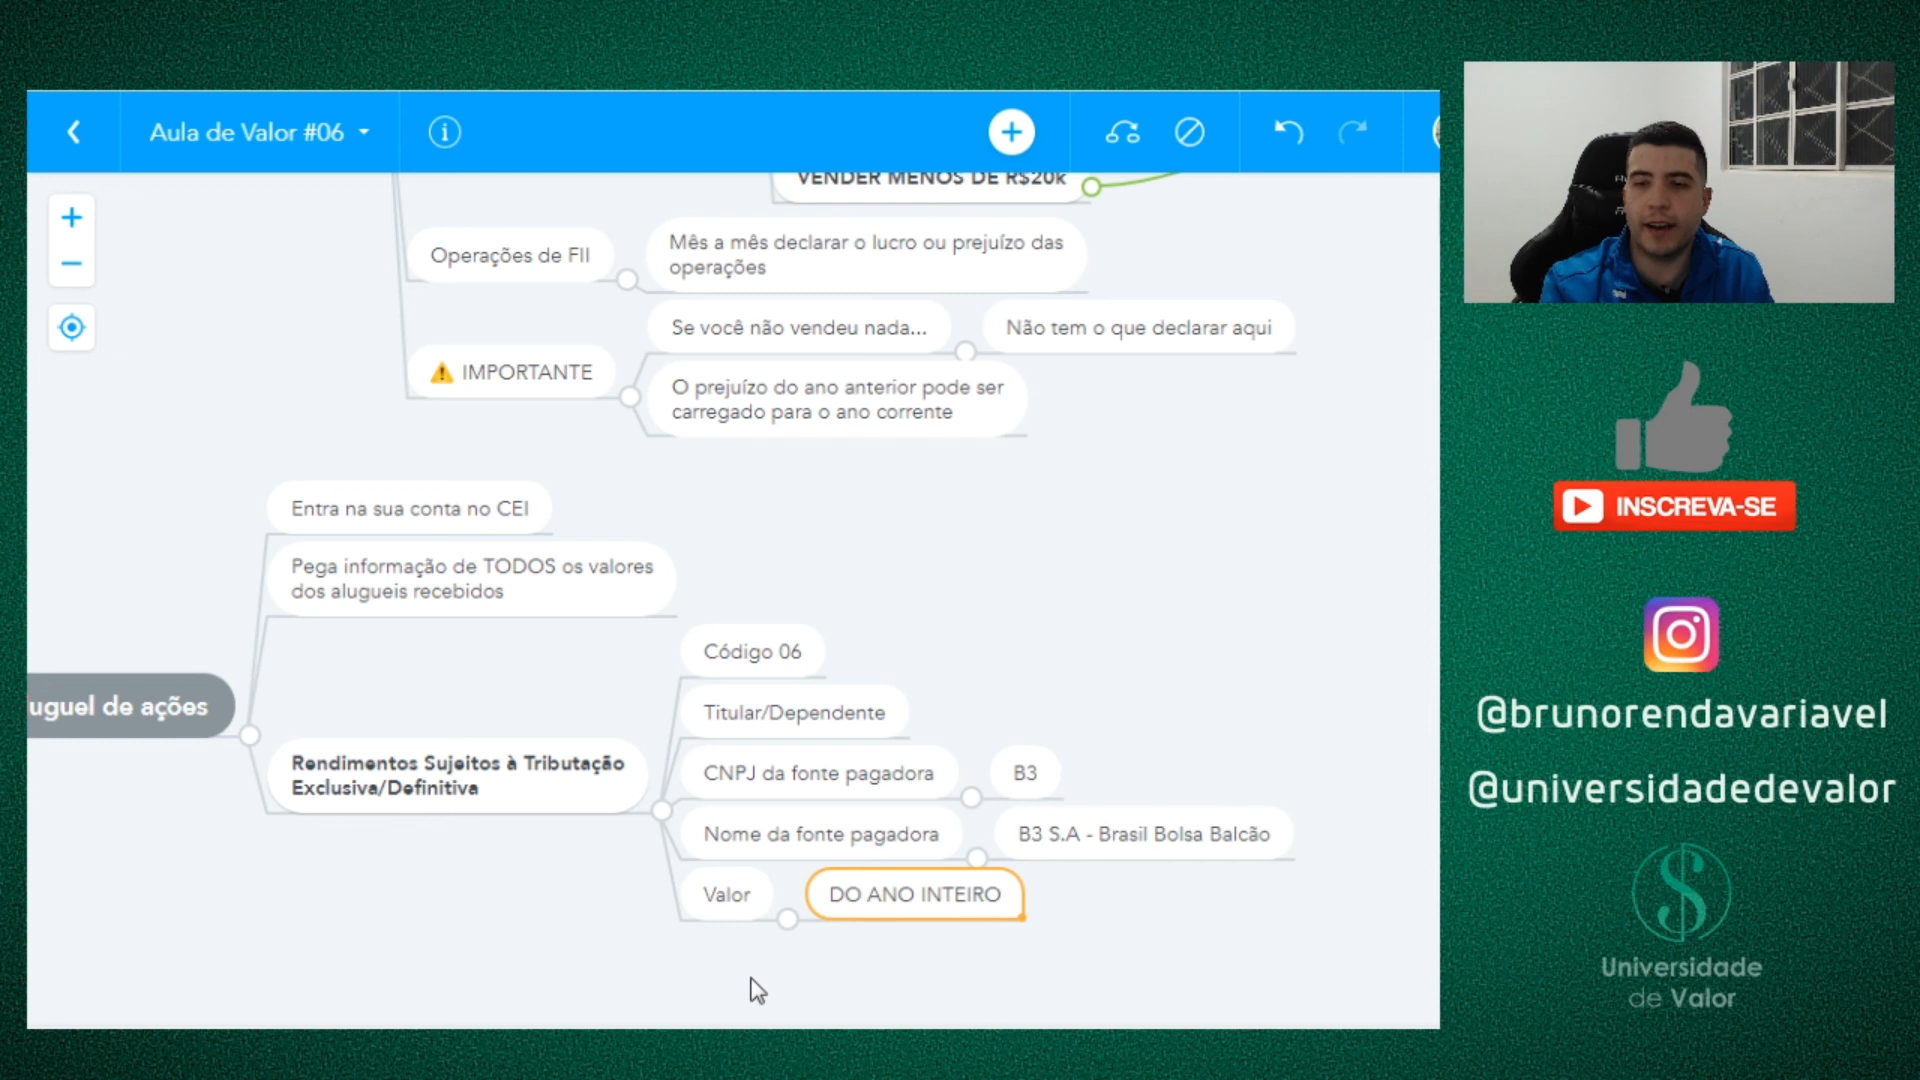 Aula de Valor #06
VENDER MENOS DE R$20k
Operações de FII
Mês a mês declarar o lucro ou prejuízo das
operações
Se você não vendeu nada...
Não tem o que declarar aqui
IMPORTANTE
O prejuízo do ano anterior pode ser
carregado para o ano corrente
Entra na sua conta no CEI
Pega informação de TODOS os valores
dos alugueis recebidos
Código 06
Titular/Dependente
uguel de ações
Rendimentos Sujeitos à Tributação
Exclusiva/Definitiva
CNPJ da fonte pagadora
B3
Nome da fonte pagadora
B3 S.A - Brasil Bolsa Balcão
Valor
DO ANO INTEIRO
INSCREVA-SE
@brunorendavariavel
@universidadedevalor
Universidade
de Valor